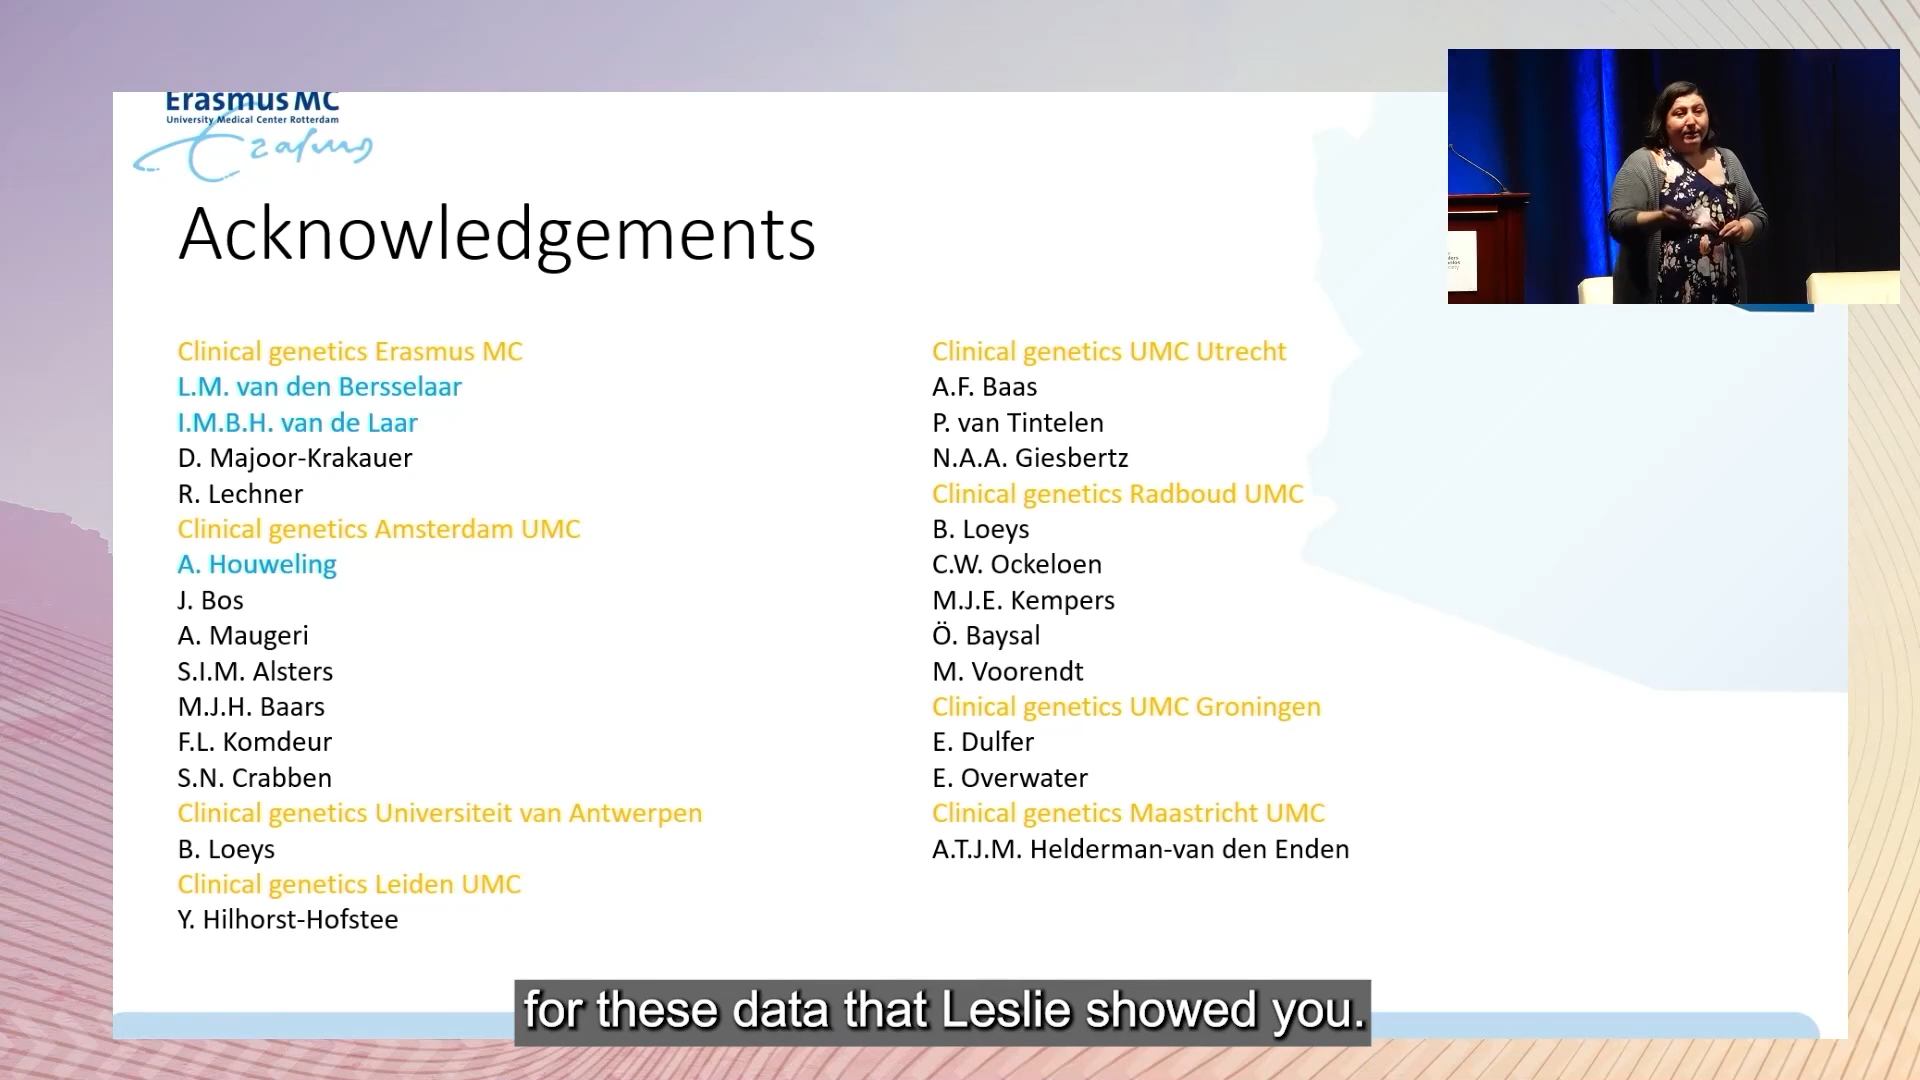 Erasmus MC
University Medical Center Rotterdam
Erasmus
Acknowledgements
Clinical genetics Erasmus MC
L.M. van den Bersselaar
I.M.B.H. van de Laar
D. Majoor-Krakauer
R. Lechner
Clinical genetics Amsterdam UMC
A. Houweling
J. Bos
A. Maugeri
S.I.M. Alsters
M.J.H. Baars
F.L. Komdeur
S.N. Crabben
Clinical genetics Universiteit van Antwerpen
B. Loeys
Clinical genetics Leiden UMC
Y. Hilhorst-Hofstee
Clinical genetics UMC Utrecht
A.F. Baas
P. van Tintelen
N.A.A. Giesbertz
Clinical genetics Radboud UMC
B. Loeys
C.W. Ockeloen
M.J.E. Kempers
Ö. Baysal
M. Voorendt
Clinical genetics UMC Groningen
E. Dulfer
E. Overwater
Clinical genetics Maastricht UMC
A.T.J.M. Helderman-van den Enden
for these data that Leslie showed you.